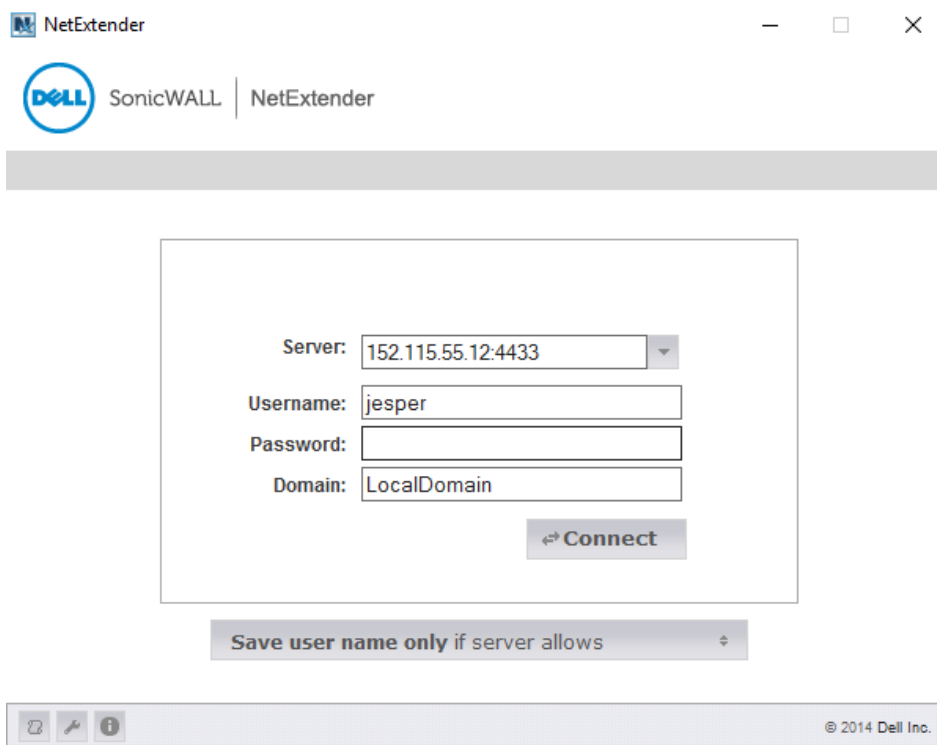 NetExtender
DELL SonicWALL | NetExtender
Server: 152.115.55.12:4433
Username: jesper
Password:
Domain: LocalDomain
Connect
Save user name only if server allows
© 2014 Dell Inc.